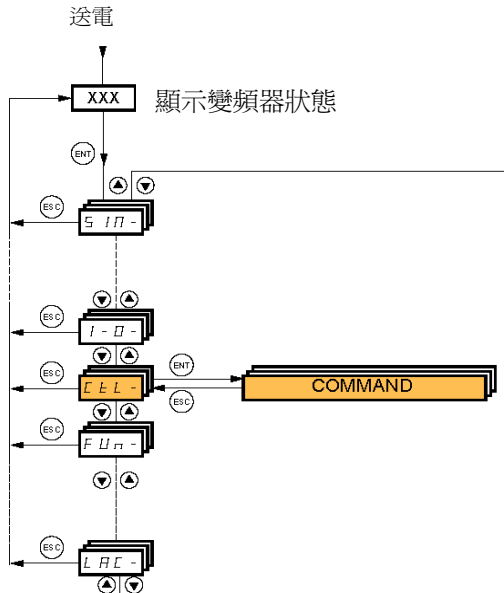 送電
XXX
顯示變頻器狀態
ENT
ESC
SIM-
ESC
I-O-
ENT
ESC
CtL-
COMMAND
ESC
ESC
FUn-
ESC
LAC-